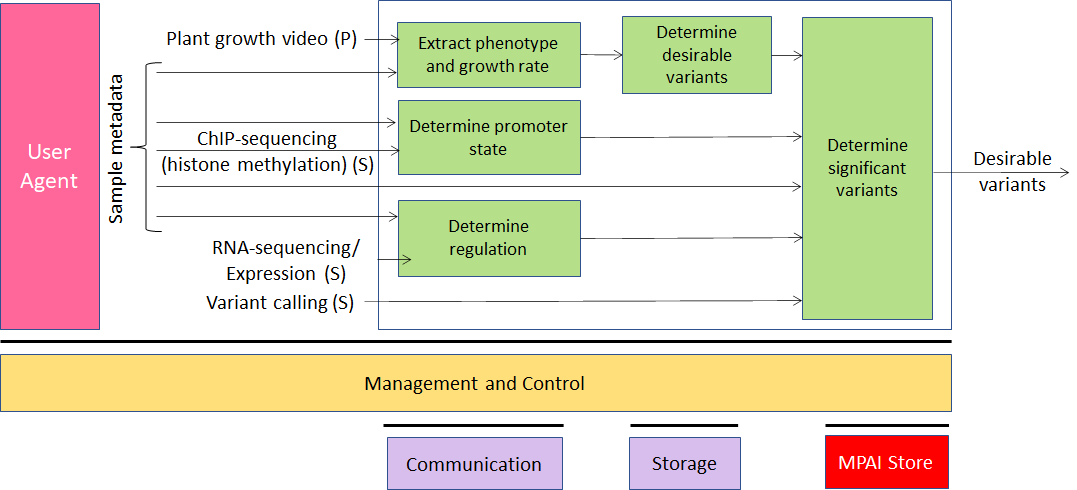 User
Agent
Sample metadata
Plant growth video (P)
ChIP-sequencing
(histone methylation) (S)
RNA-sequencing/
Expression (S)
Variant calling (S)
Extract phenotype
and growth rate
Determine
desirable
variants
Determine promoter
state
Determine
regulation
Determine
significant
variants
Desirable
variants
Management and Control
Communication
Storage
MPAI Store